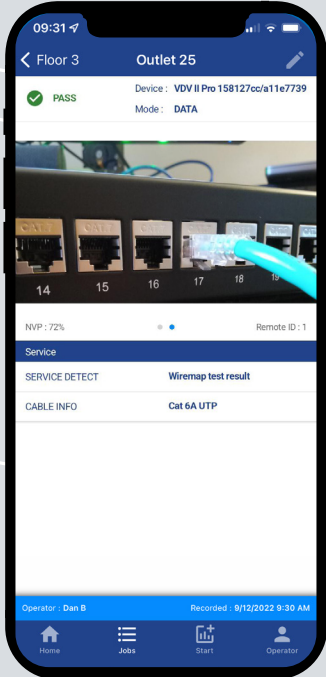 09:31
Floor 3 Outlet 25
PASS
Device : VDV II Pro 158127cc/a11e7739
Mode : DATA
14 15 16 17 18 19
NVP : 72% Remote ID : 1
Service
SERVICE DETECT Wiremap test result
CABLE INFO Cat 6A UTP
Operator : Dan B Recorded : 9/12/2022 9:30 AM
Home Jobs Start Operator